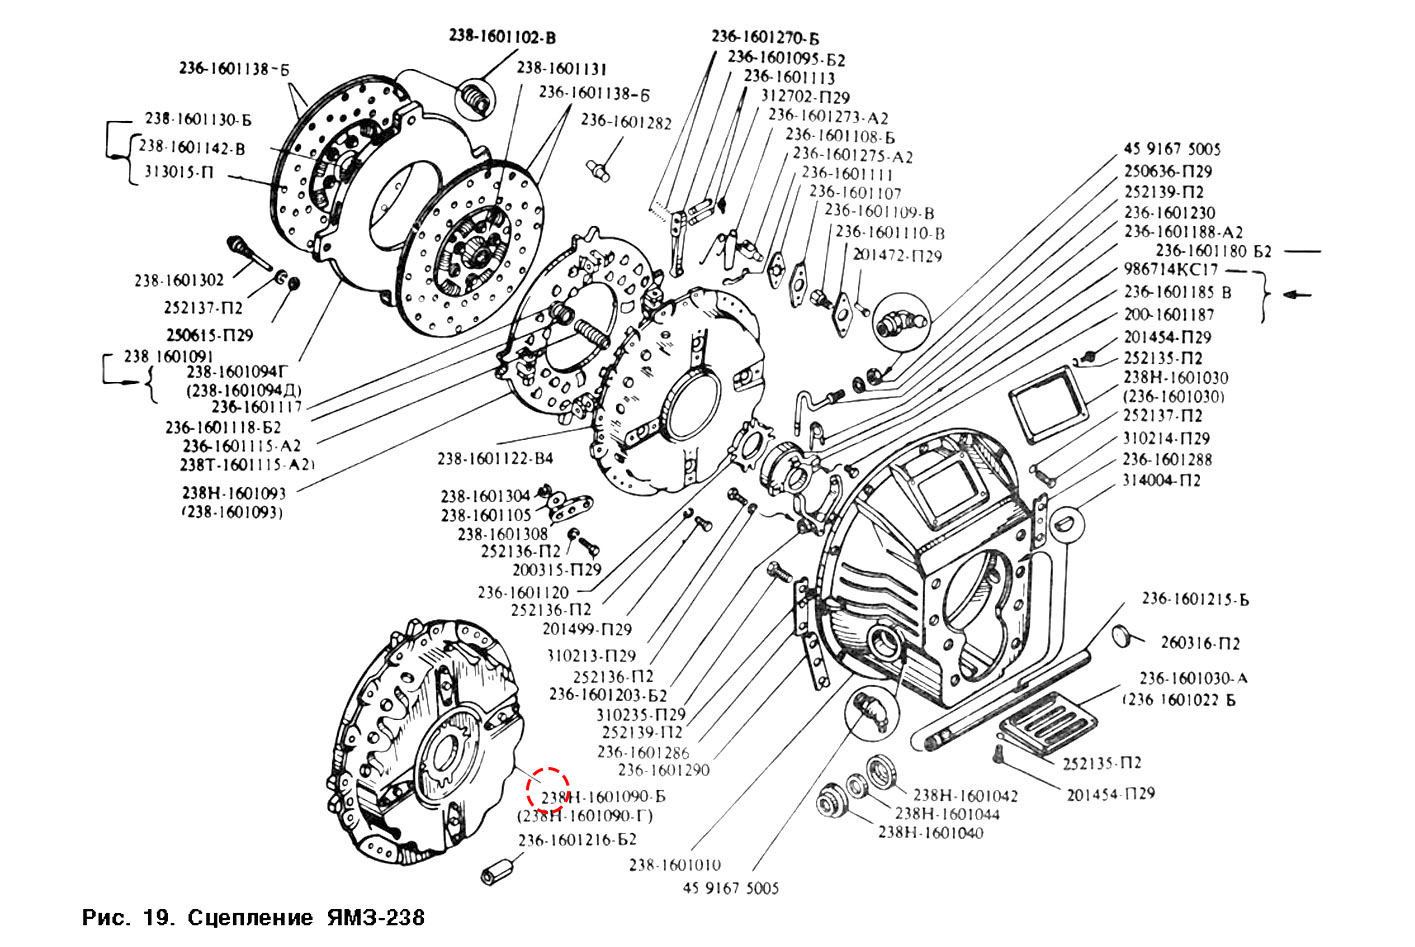 238-1601102-В
236-1601138-Б
238-1601131
236-1601138-Б
236-1601282
238-1601130-Б
238-1601142-В
313015-П
238-1601302
252137-П2
250615-П29
238 1601091
238-1601094Г
(238-1601094Д)
236-1601117
236-1601118-Б2
236-1601115-А2
238Т-1601115-А2)
238Н-1601093
(238-1601093)
236-1601270-Б
236-1601095-Б2
236-1601113
312702-П29
236-1601273-А2
236-1601108-Б
236-1601275-А2
236-1601111
236-1601107
236-1601109-В
236-1601110-В
201472-П29
45 9167 5005
250636-П29
252139-П2
236-1601230
236-1601188-А2
236-1601180 Б2
986714КС17
236-1601185 В
200-1601187
201454-П29
252135-П2
238Н-1601030
(236-1601030)
252137-П2
310214-П29
236-1601288
314004-П2
238-1601122-В4
238-1601304
238-1601105
238-1601308
252136-П2
200315-П29
236-1601120
252136-П2
201499-П29
310213-П29
252136-П2
236-1601203-Б2
310235-П29
252139-П2
236-1601286
236-1601290
236-1601215-Б
260316-П2
236-1601030-А
(236 1601022 Б
252135-П2
201454-П29
238Н-1601042
238Н-1601044
238Н-1601040
238Н-1601090-Б
(238Н-1601090-Г)
236-1601216-Б2
238-1601010
45 9167 5005
Рис. 19. Сцепление ЯМЗ-238